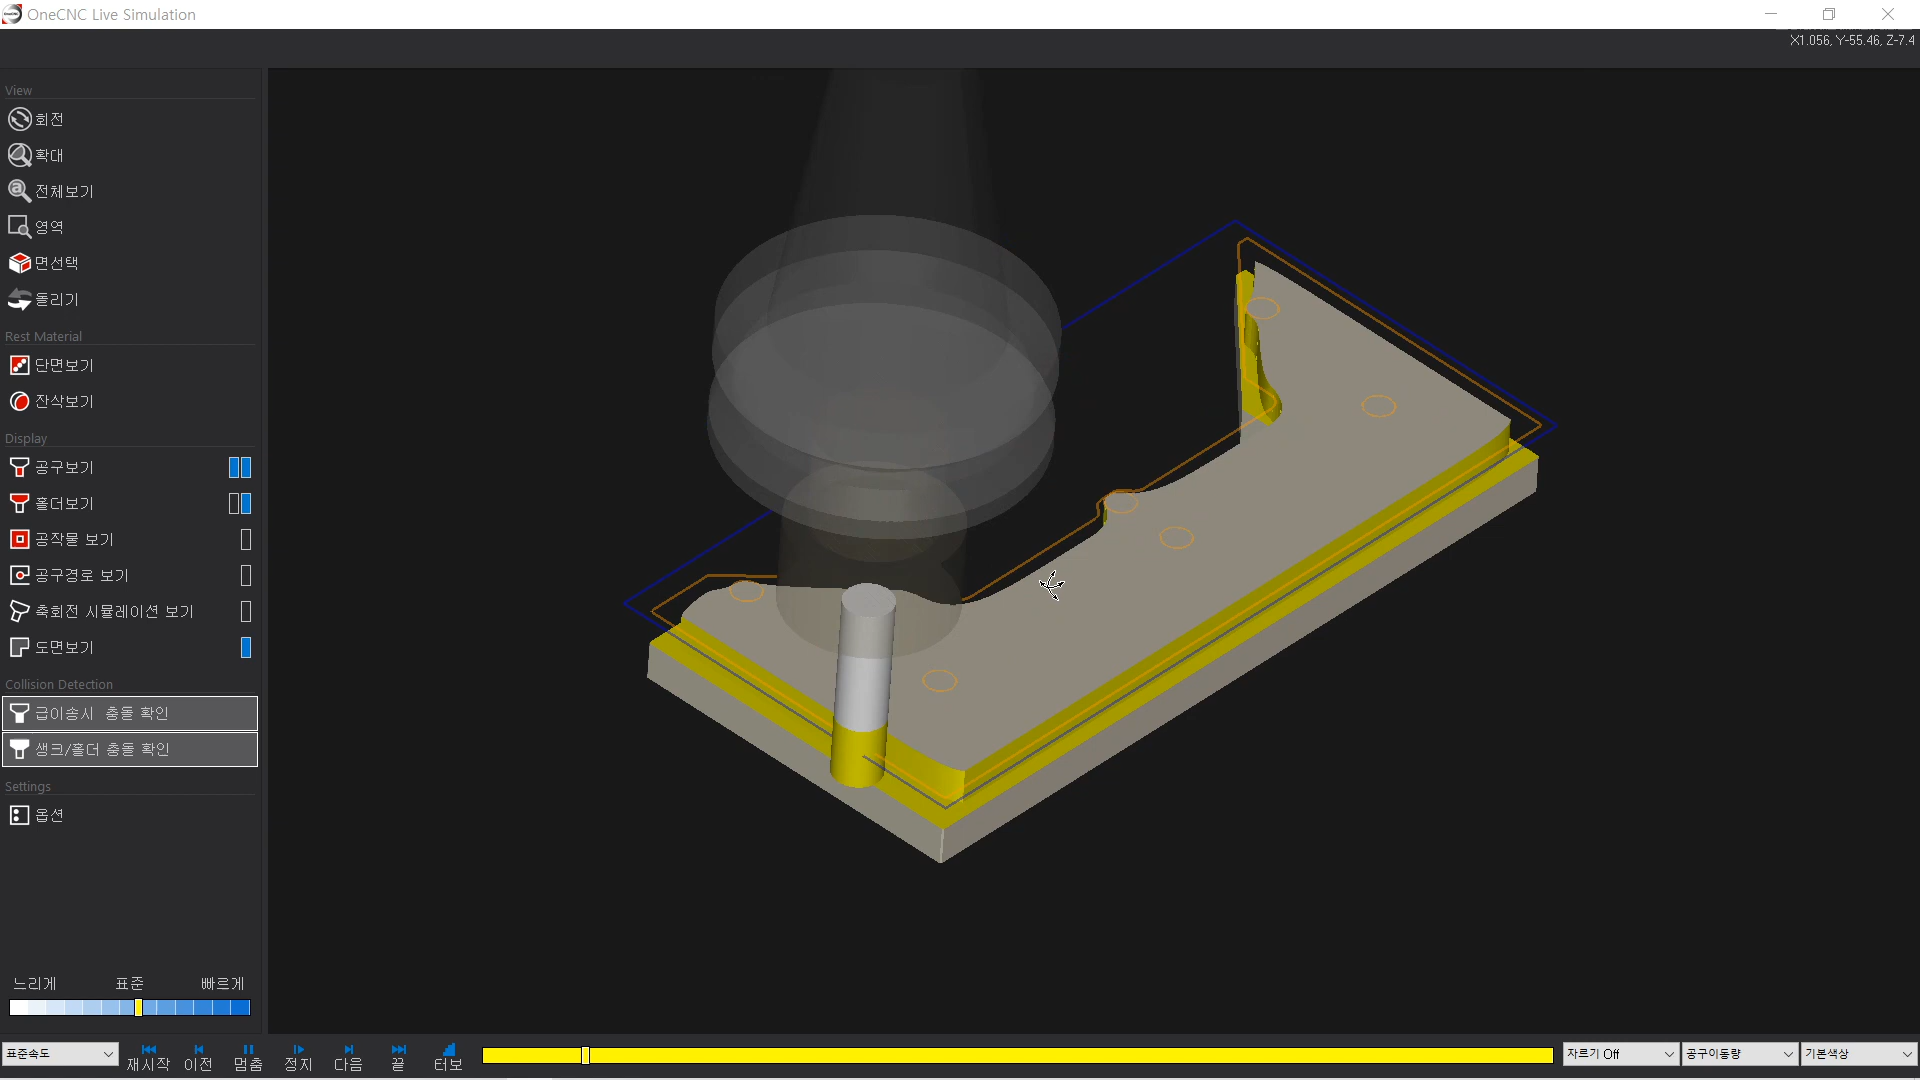 OneCNC Live Simulation
X1.056, Y-55.46, Z-7.4
View
회전
확대
전체보기
영역
면선택
돌리기
Rest Material
단면보기
잔삭보기
Display
공구보기
홀더보기
공작물 보기
공구경로 보기
축회전 시뮬레이션 보기
도면보기
Collision Detection
급이송시 충돌 확인
생크/홀더 충돌 확인
Settings
옵션
느리게 표준 빠르게
표준속도 재시작 이전 멈춤 정지 다음 끝 터보 자르기 Off 공구이동량 기본색상